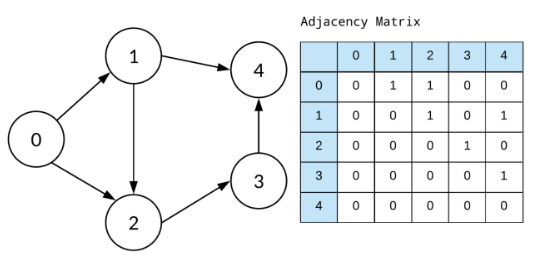 Adjacency Matrix
0 1 2 3 4
0 0 1 1 0 0
1 0 0 1 0 1
2 0 0 0 1 0
3 0 0 0 0 1
4 0 0 0 0 0
1
4
0
3
2